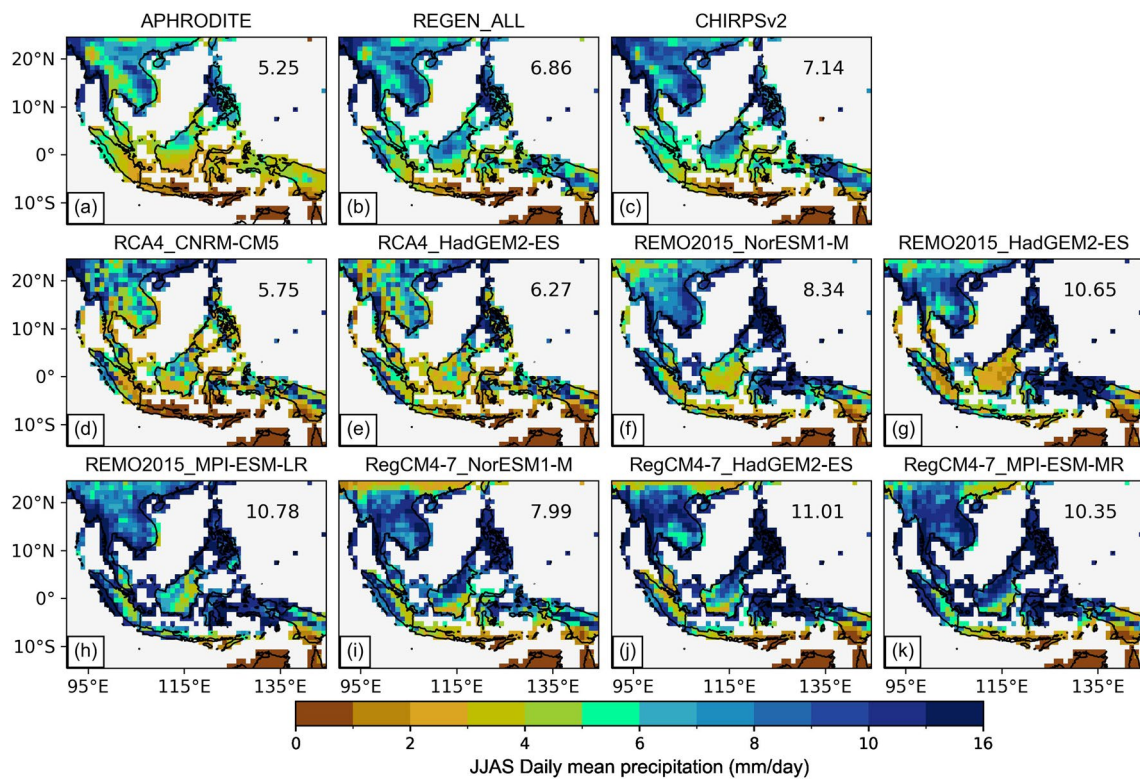 APHRODITE REGEN_ALL CHIRPSv2
20°N 5.25 6.86 7.14
10°N
0°
10°S (a) (b) (c)
RCA4_CNRM-CM5 RCA4_HadGEM2-ES REMO2015_NorESM1-M REMO2015_HadGEM2-ES
20°N 5.75 6.27 8.34 10.65
10°N
0°
10°S (d) (e) (f) (g)
REMO2015_MPI-ESM-LR RegCM4-7_NorESM1-M RegCM4-7_HadGEM2-ES RegCM4-7_MPI-ESM-MR
20°N 10.78 7.99 11.01 10.35
10°N
0°
10°S (h) (i) (j) (k)
95°E 115°E 135°E 95°E 115°E 135°E 95°E 115°E 135°E 95°E 115°E 135°E
0 2 4 6 8 10 16
JJAS Daily mean precipitation (mm/day)